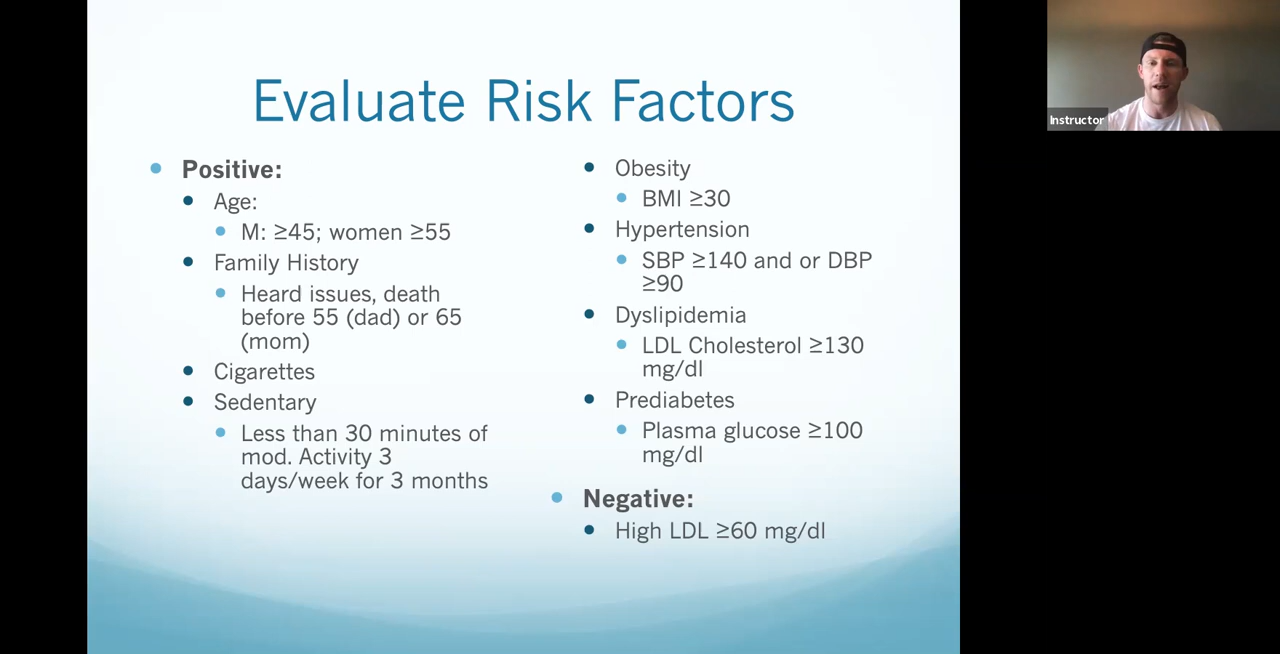 Evaluate Risk Factors
Positive:
Age:
M: ≥45; women ≥55
Family History
Heard issues, death
before 55 (dad) or 65
(mom)
Cigarettes
Sedentary
Less than 30 minutes of
mod. Activity 3
days/week for 3 months
Obesity
BMI ≥30
Hypertension
SBP ≥140 and or DBP
≥90
Dyslipidemia
LDL Cholesterol ≥130
mg/dl
Prediabetes
Plasma glucose ≥100
mg/dl
Negative:
High LDL ≥60 mg/dl
Instructor